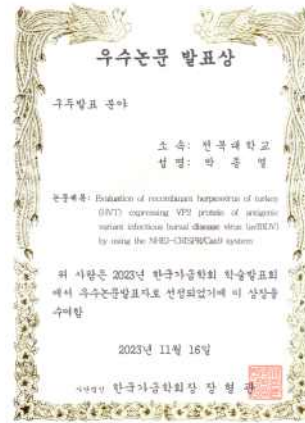 우수논문 발표상
구두발표 분야
소 속: 전북대학교
성 명: 박 종 열
논문제목: Evaluation of recombinant herpesvirus of turkey
(HVT) expressing VP2 protein of antigenic
variant infectious bursal disease virus (avIBDV)
by using the NHEJ-CRISPR/Cas9 system
위 사람은 2023년 한국가금학회 학술발표회
에서 우수논문발표자로 선정되었기에 이 상장을
수여함
2023년 11월 16일
사단법인 한국가금학회장 장 형 관